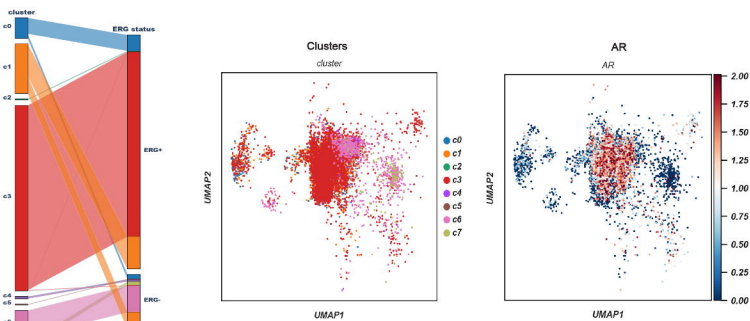 cluster
c0
c1
c2
c3
c4
c5
ERG status
ERG+
ERG-
Clusters
cluster
UMAP2
UMAP1
c0
c1
c2
c3
c4
c5
c6
c7
AR
AR
UMAP2
UMAP1
2.00
1.75
1.50
1.25
1.00
0.75
0.50
0.25
0.00